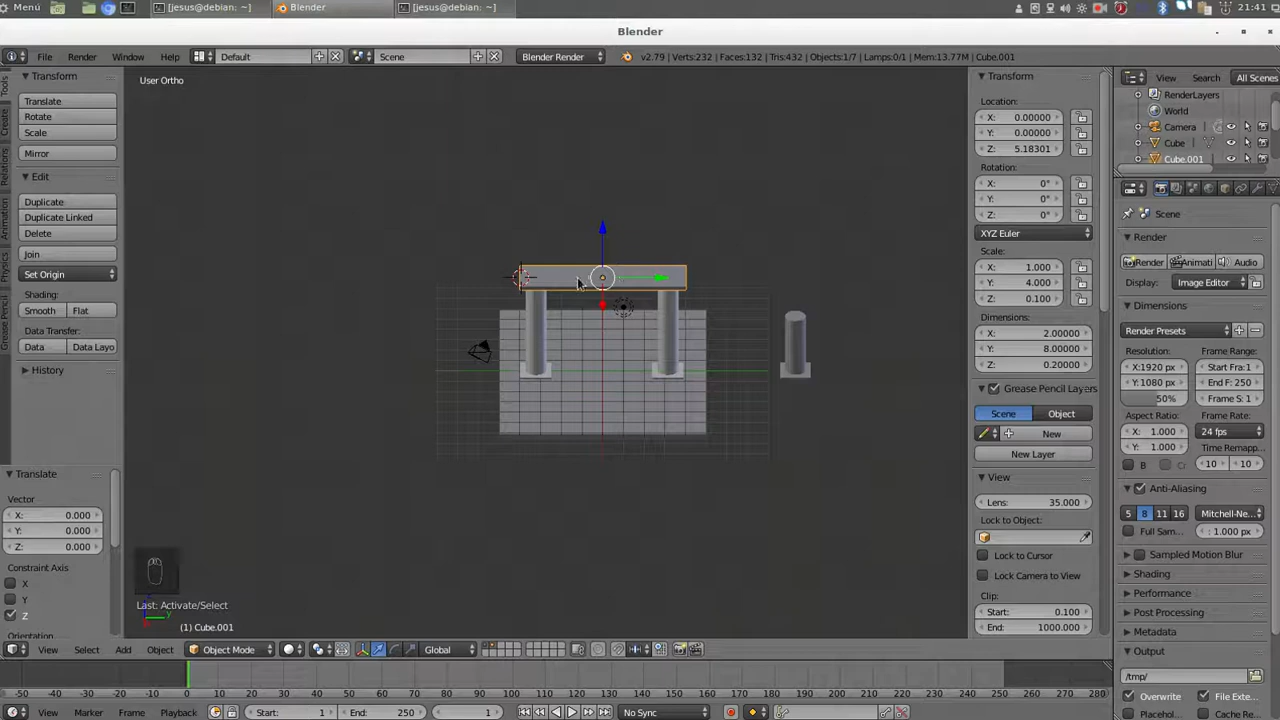 Menú [jesus@debian: ~] Blender [jesus@debian: ~] 21:41
Blender
File Render Window Help Default Scene Blender Render v2.79 | Verts:232 | Faces:132 | Tris:432 | Objects:1/7 | Lamps:0/1 | Mem:13.77M | Cube.001
Transform
Translate
Rotate
Scale
Mirror
Edit
Duplicate
Duplicate Linked
Delete
Join
Set Origin
Shading:
Smooth Flat
Data Transfer:
Data Data Layo
History
Tools
Create
Relations
Animation
Physics
Grease Pencil
Translate
Vector
X: 0.000
Y: 0.000
Z: 0.000
Constraint Axis
X
Y
Z
Orientation
User Ortho
Last: Activate/Select
(1) Cube.001
Transform
Location:
X: 0.00000
Y: 0.00000
Z: 5.18301
Rotation:
X: 0°
Y: 0°
Z: 0°
XYZ Euler
Scale:
X: 1.000
Y: 4.000
Z: 0.100
Dimensions:
X: 2.00000
Y: 8.00000
Z: 0.20000
Grease Pencil Layers
Scene Object
New
New Layer
View
Lens: 35.000
Lock to Object:
Lock to Cursor
Lock Camera to View
Clip:
Start: 0.100
End: 1000.000
View Search All Scenes
RenderLayers
World
Camera
Cube
Cube.001
Scene
Render
Render Animati Audio
Display: Image Editor
Dimensions
Render Presets
Resolution: Frame Range:
X:1920 px Start Fra:1
Y:1080 px End F: 250
50% Frame S: 1
Aspect Ratio: Frame Rate:
X: 1.000 24 fps
Y: 1.000 Time Remapp...
B Cr 10 10
Anti-Aliasing
5 8 11 16 Mitchell-Ne...
Full Sam... : 1.000 px
Sampled Motion Blur
Shading
Performance
Post Processing
Metadata
Output
/tmp/
Overwrite File Exte..
Placehol.. Cache Re..
View Select Add Object Object Mode Global
-50 -40 -30 -20 -10 0 10 20 30 40 50 60 70 80 90 100 110 120 130 140 150 160 170 180 190 200 210 220 230 240 250 260 270 280
View Marker Frame Playback Start: 1 End: 250 1 No Sync